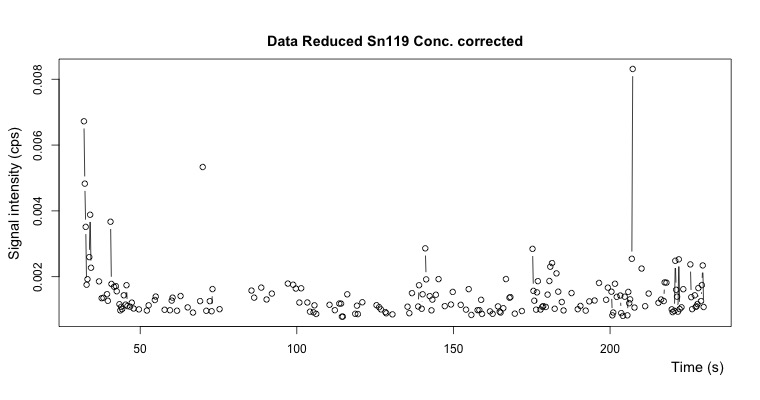 Data Reduced Sn119 Conc. corrected
Signal intensity (cps)
0.008
0.006
0.004
0.002
50 100 150 200
Time (s)